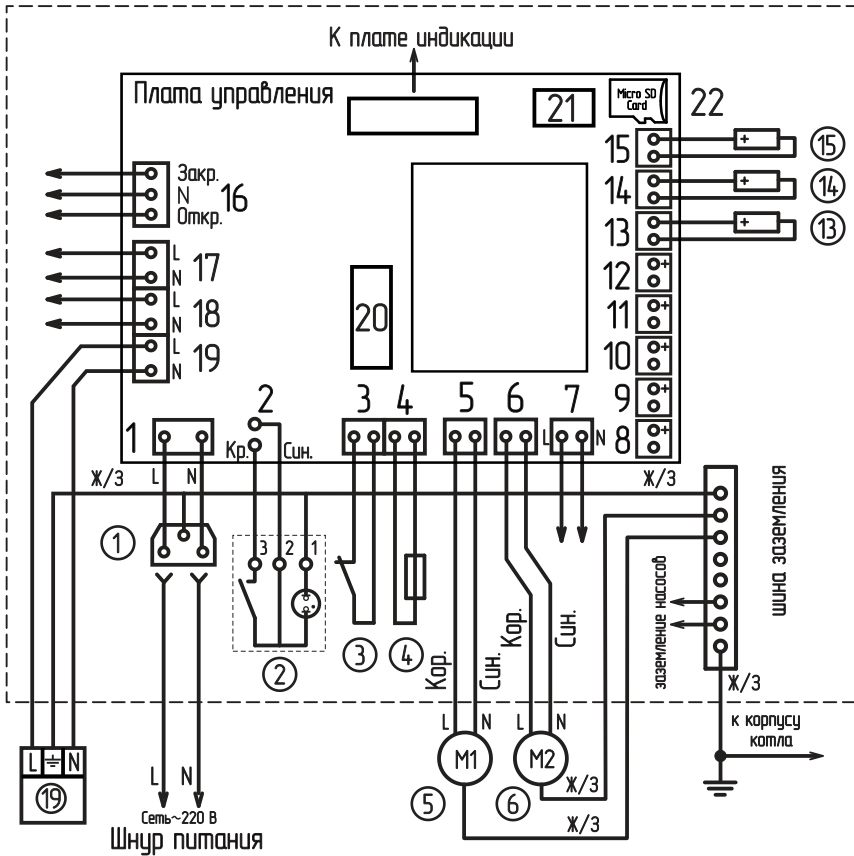 К плате индикации
Плата управления
21
Micro SD
Card
22
15
14
13
12
11
10
9
8
+
+
+
15
14
13
+
+
+
+
+
Закр.
N
Откр.
16
L
N
17
L
N
18
L
N
19
20
1
2
3
4
5
6
7
Кр.
Син.
L
N
L
N
Ж/З
Ж/З
1
3
2
1
2
3
4
Кор.
Син.
Кор.
Син.
заземление насосов
шина заземления
Ж/З
к корпусу
котла
L
N
L
N
M1
M2
5
6
Ж/З
Ж/З
L
N
19
L
N
Сеть~220 В
Шнур питания